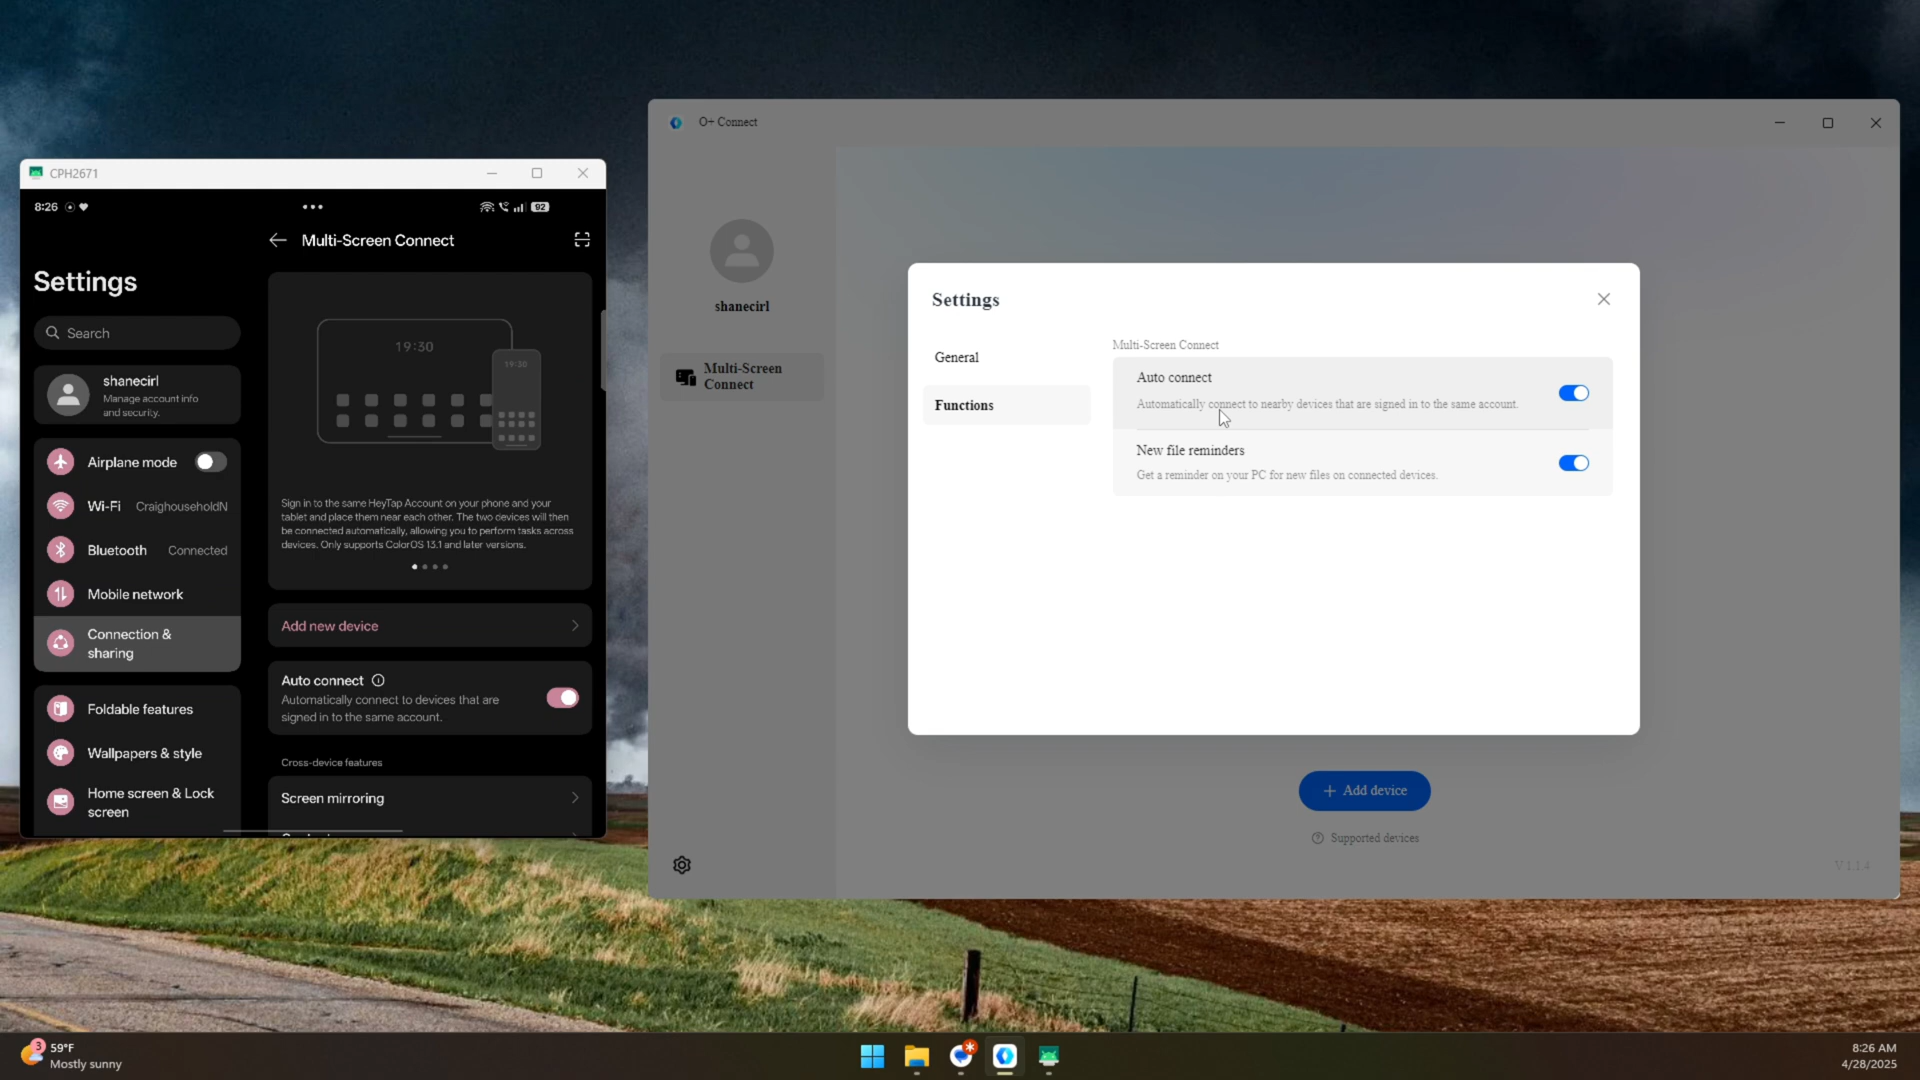 O+ Connect
CPH2671
8:26
92
Multi-Screen Connect
Settings
Search
shanecirl
Manage account info
and security.
Airplane mode
Wi-Fi CraighouseholdN
Bluetooth Connected
Mobile network
Connection &
sharing
Foldable features
Wallpapers & style
Home screen & Lock
screen
19:30
19:30
Sign in to the same HeyTap Account on your phone and your
tablet and place them near each other. The two devices will then
be connected automatically, allowing you to perform tasks across
devices. Only supports ColorOS 13.1 and later versions.
Add new device
Auto connect
Automatically connect to devices that are
signed in to the same account.
Cross-device features
Screen mirroring
shanecirl
Multi-Screen
Connect
Settings
General
Functions
Multi-Screen Connect
Auto connect
Automatically connect to nearby devices that are signed in to the same account.
New file reminders
Get a reminder on your PC for new files on connected devices.
+ Add device
Supported devices
V 1.1.4
3
59°F
Mostly sunny
8:26 AM
4/28/2025